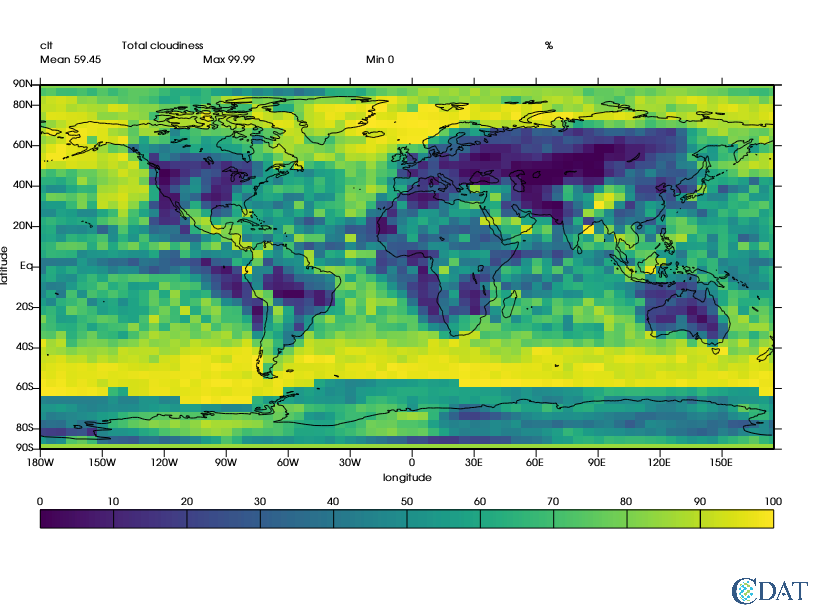 clt Total cloudiness %
Mean 59.45 Max 99.99 Min 0
90N
80N
60N
40N
20N
Eq
20S
40S
60S
80S
90S
latitude
180W 150W 120W 90W 60W 30W 0 30E 60E 90E 120E 150E
longitude
0 10 20 30 40 50 60 70 80 90 100
CDAT